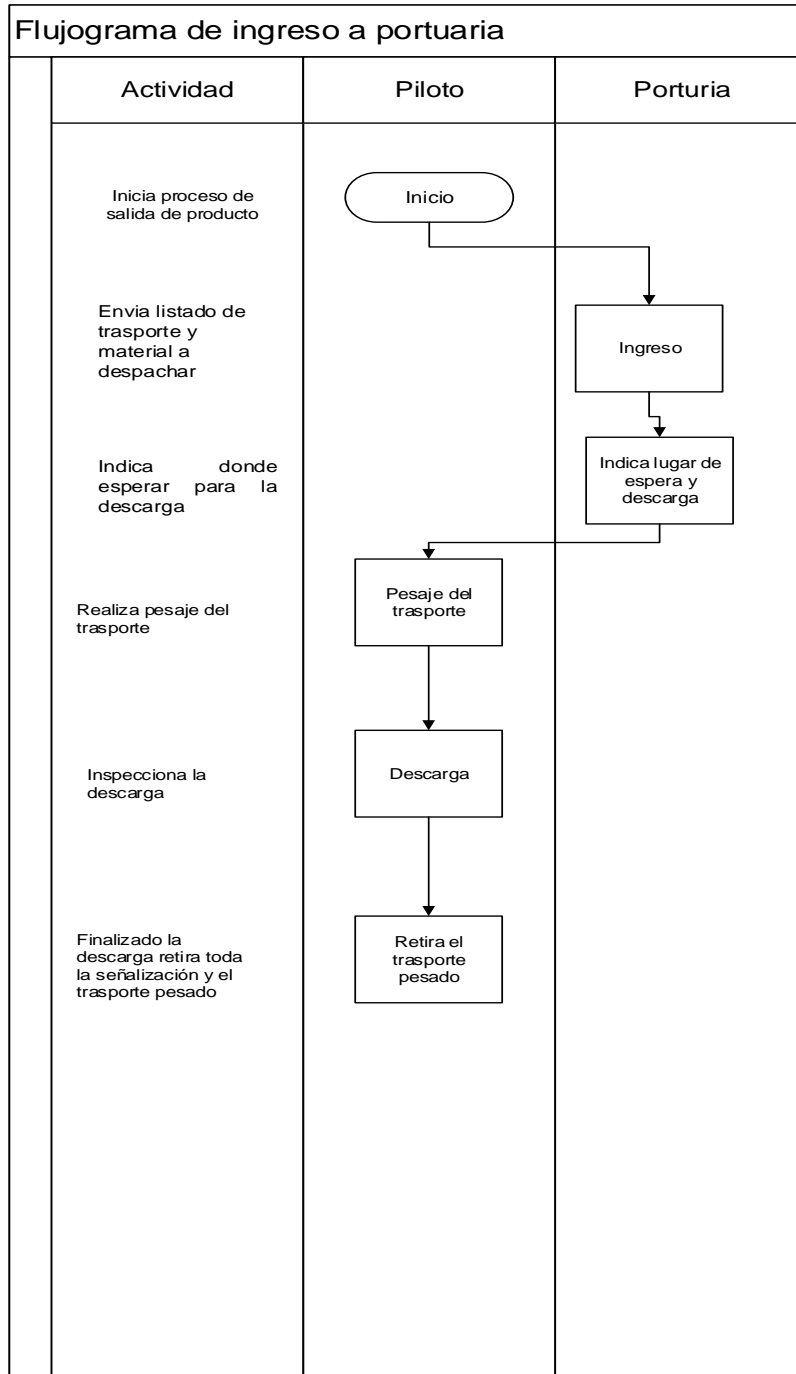 Flujograma de ingreso a portuaria
Actividad
Piloto
Porturia
Inicia proceso de
salida de producto
Inicio
Envia listado de
trasporte y
material a
despachar
Ingreso
Indica donde
esperar para la
descarga
Indica lugar de
espera y
descarga
Realiza pesaje del
trasporte
Pesaje del
trasporte
Inspecciona la
descarga
Descarga
Finalizado la
descarga retira toda
la señalización y el
trasporte pesado
Retira el
trasporte
pesado